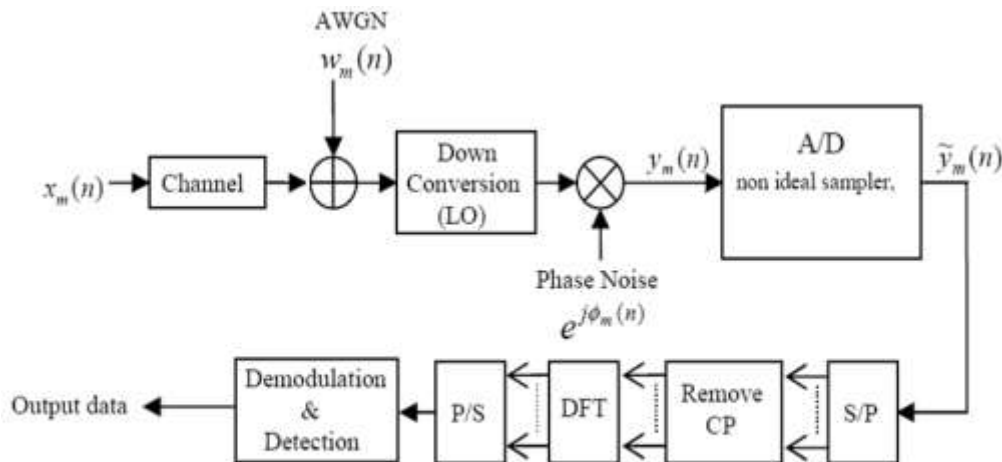 AWGN
w_m(n)
x_m(n)
Channel
Down
Conversion
(LO)
y_m(n)
A/D
non ideal sampler,
ỹ_m(n)
Phase Noise
e^{jϕ_m(n)}
Output data
Demodulation
&
Detection
P/S
DFT
Remove
CP
S/P